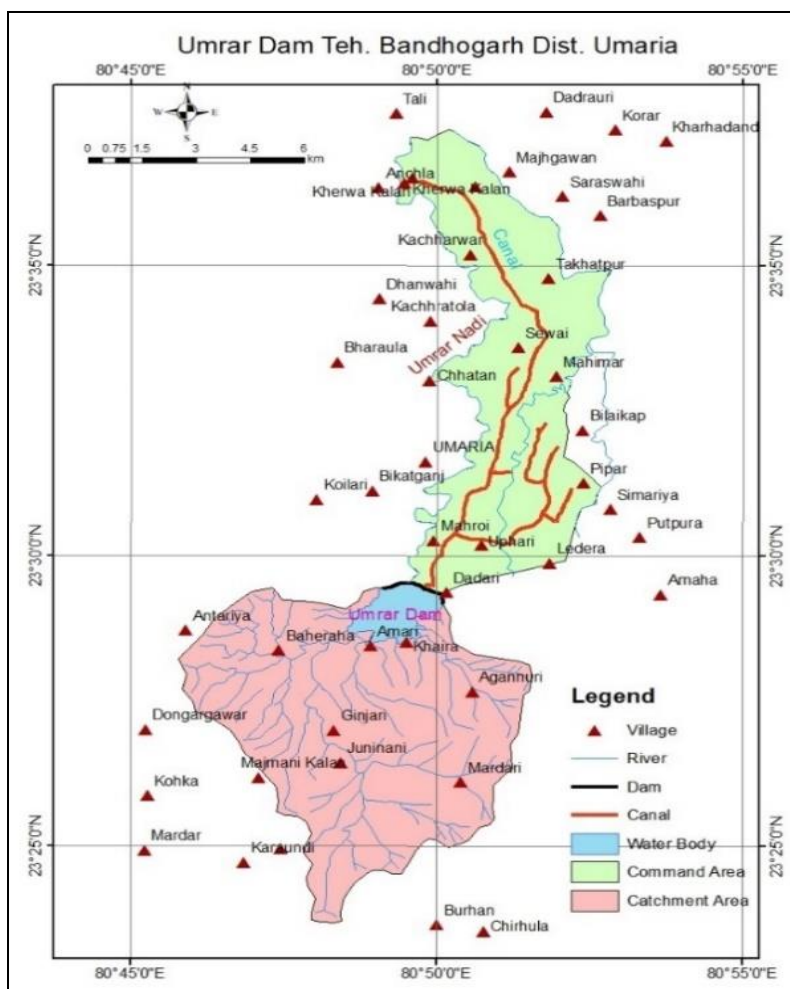 Umrar Dam Teh. Bandhogarh Dist. Umaria
80°45'0"E 80°50'0"E 80°55'0"E
N
W E
S
0 0.75 1.5 3 4.5 6
km
Tali
Dadrauri
Korar
Kharhadand
Anchla
Majhgawan
Kherwa Kalan
Kherwa Kalan
Saraswahi
Barbaspur
Kachharwar
Canal
Takhatpur
23°35'0"N 23°35'0"N
Dhanwahi
Kachhratola
Umrar Nadi
Sewai
Bharaula
Chhatan
Mahimar
Bilaikap
UMARIA
Bikatganj
Koilari
Pipar
Simariya
Putpura
Mahroi
Uphari
Ledera
23°30'0"N 23°30'0"N
Dadari
Amaha
Umrar Dam
Antariya
Baheraha
Amari
Khaira
Agannuri
Dongargawar
Ginjari
Juninani
Majmani Kalan
Mardari
Kohka
Mardar
Karaundi
23°25'0"N 23°25'0"N
Burhan
Chirhula
Legend
Village
River
Dam
Canal
Water Body
Command Area
Catchment Area
80°45'0"E 80°50'0"E 80°55'0"E